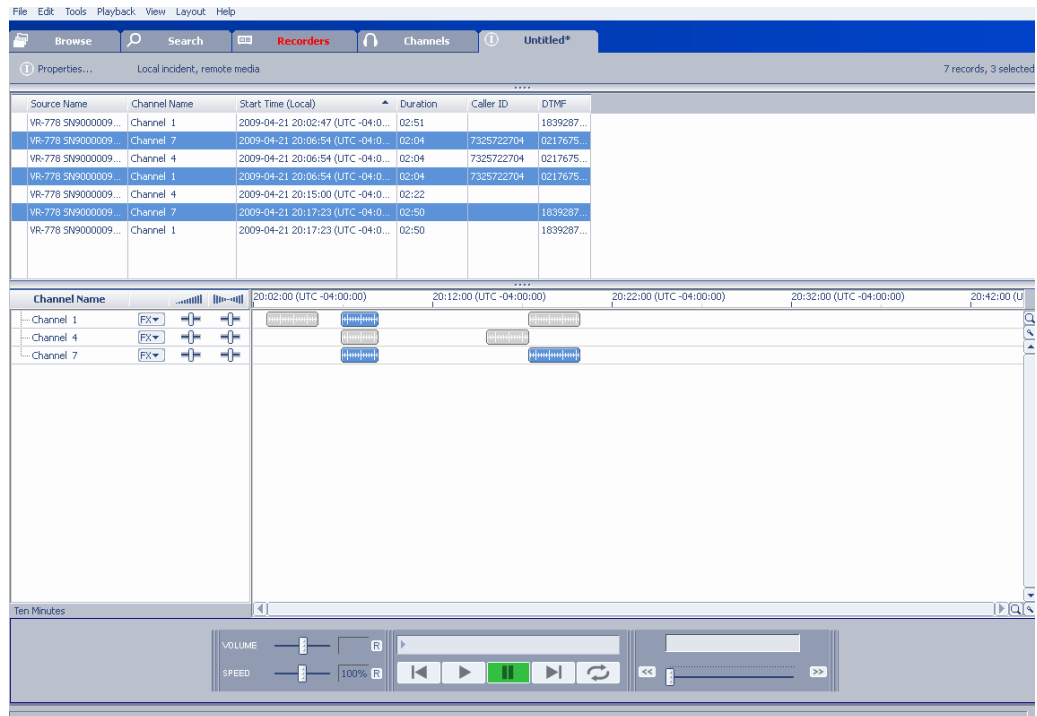 File Edit Tools Playback View Layout Help
Browse Search Recorders Channels Untitled*
Properties... Local incident, remote media 7 records, 3 selected
Source Name Channel Name Start Time (Local) Duration Caller ID DTMF
VR-778 SN9000009... Channel 1 2009-04-21 20:02:47 (UTC -04:0... 02:51 1839287...
VR-778 SN9000009... Channel 7 2009-04-21 20:06:54 (UTC -04:0... 02:04 7325722704 0217675...
VR-778 SN9000009... Channel 4 2009-04-21 20:06:54 (UTC -04:0... 02:04 7325722704 0217675...
VR-778 SN9000009... Channel 1 2009-04-21 20:06:54 (UTC -04:0... 02:04 7325722704 0217675...
VR-778 SN9000009... Channel 4 2009-04-21 20:15:00 (UTC -04:0... 02:22
VR-778 SN9000009... Channel 7 2009-04-21 20:17:23 (UTC -04:0... 02:50 1839287...
VR-778 SN9000009... Channel 1 2009-04-21 20:17:23 (UTC -04:0... 02:50 1839287...
Channel Name 20:02:00 (UTC -04:00:00) 20:12:00 (UTC -04:00:00) 20:22:00 (UTC -04:00:00) 20:32:00 (UTC -04:00:00) 20:42:00 (U
Channel 1 FX
Channel 4 FX
Channel 7 FX
Ten Minutes
VOLUME R
SPEED 100% R